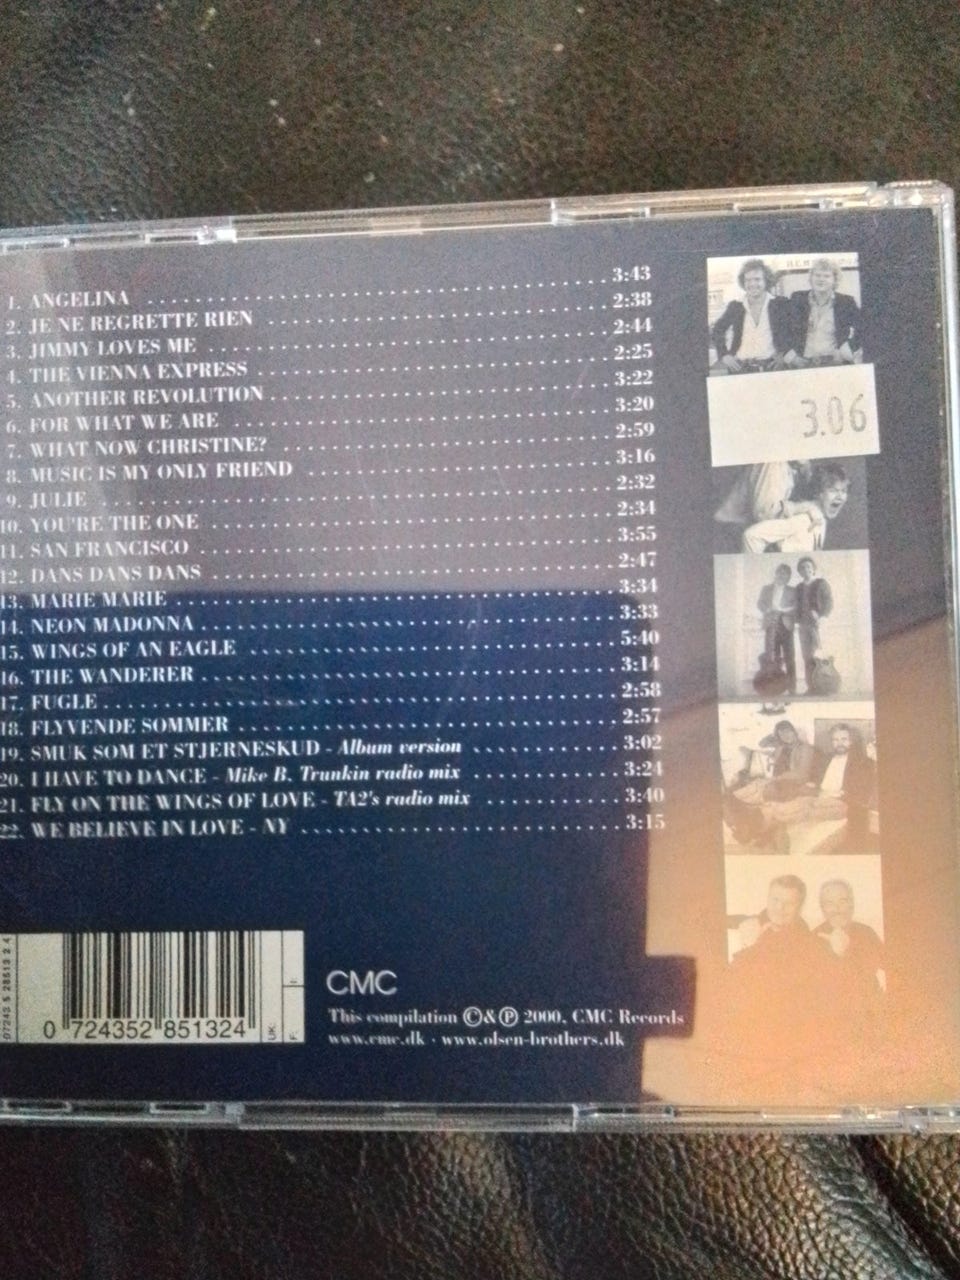 1. ANGELINA 3:43
2. JE NE REGRETTE RIEN 2:38
3. JIMMY LOVES ME 2:44
4. THE VIENNA EXPRESS 2:25
5. ANOTHER REVOLUTION 3:22
6. FOR WHAT WE ARE 3:20
7. WHAT NOW CHRISTINE? 2:59
8. MUSIC IS MY ONLY FRIEND 3:16
9. JULIE 2:32
10. YOU'RE THE ONE 2:34
11. SAN FRANCISCO 3:55
12. DANS DANS DANS 2:47
13. MARIE MARIE 3:34
14. NEON MADONNA 3:33
15. WINGS OF AN EAGLE 5:40
16. THE WANDERER 3:14
17. FUGLE 2:58
18. FLYVENDE SOMMER 2:57
19. SMUK SOM ET STJERNESKUD - Album version 3:02
20. I HAVE TO DANCE - Mike B. Trunkin radio mix 3:24
21. FLY ON THE WINGS OF LOVE - TA2's radio mix 3:40
22. WE BELIEVE IN LOVE - NY 3:15
3.06
07243 5 28513 2 4
0 724352 851324
UK:
F:
CMC
This compilation ©&℗ 2000, CMC Records
www.cmc.dk · www.olsen-brothers.dk